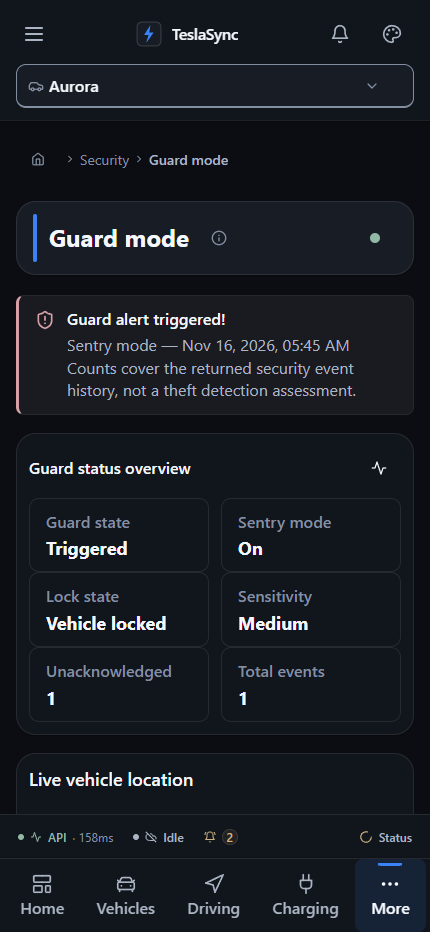 TeslaSync
Aurora
Security
Guard mode
Guard mode
Guard alert triggered!
Sentry mode — Nov 16, 2026, 05:45 AM
Counts cover the returned security event
history, not a theft detection assessment.
Guard status overview
Guard state
Triggered
Sentry mode
On
Lock state
Vehicle locked
Sensitivity
Medium
Unacknowledged
1
Total events
1
Live vehicle location
API · 158ms
Idle
2
Status
Home
Vehicles
Driving
Charging
More